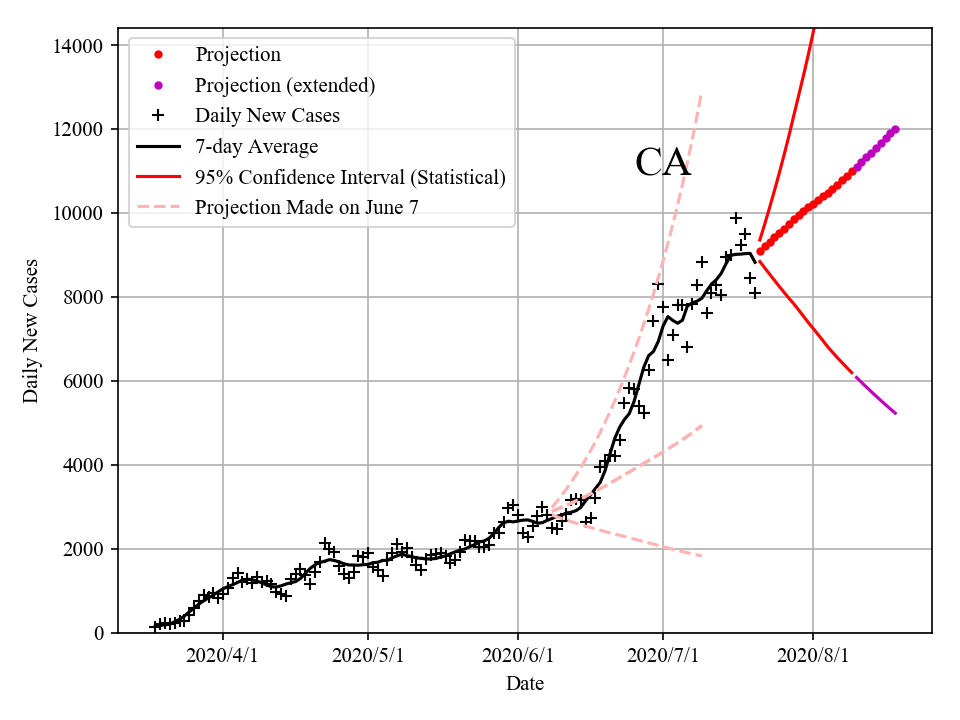 14000
12000
10000
8000
6000
4000
2000
0
Daily New Cases
Projection
Projection (extended)
Daily New Cases
7-day Average
95% Confidence Interval (Statistical)
Projection Made on June 7
CA
2020/4/1 2020/5/1 2020/6/1 2020/7/1 2020/8/1
Date